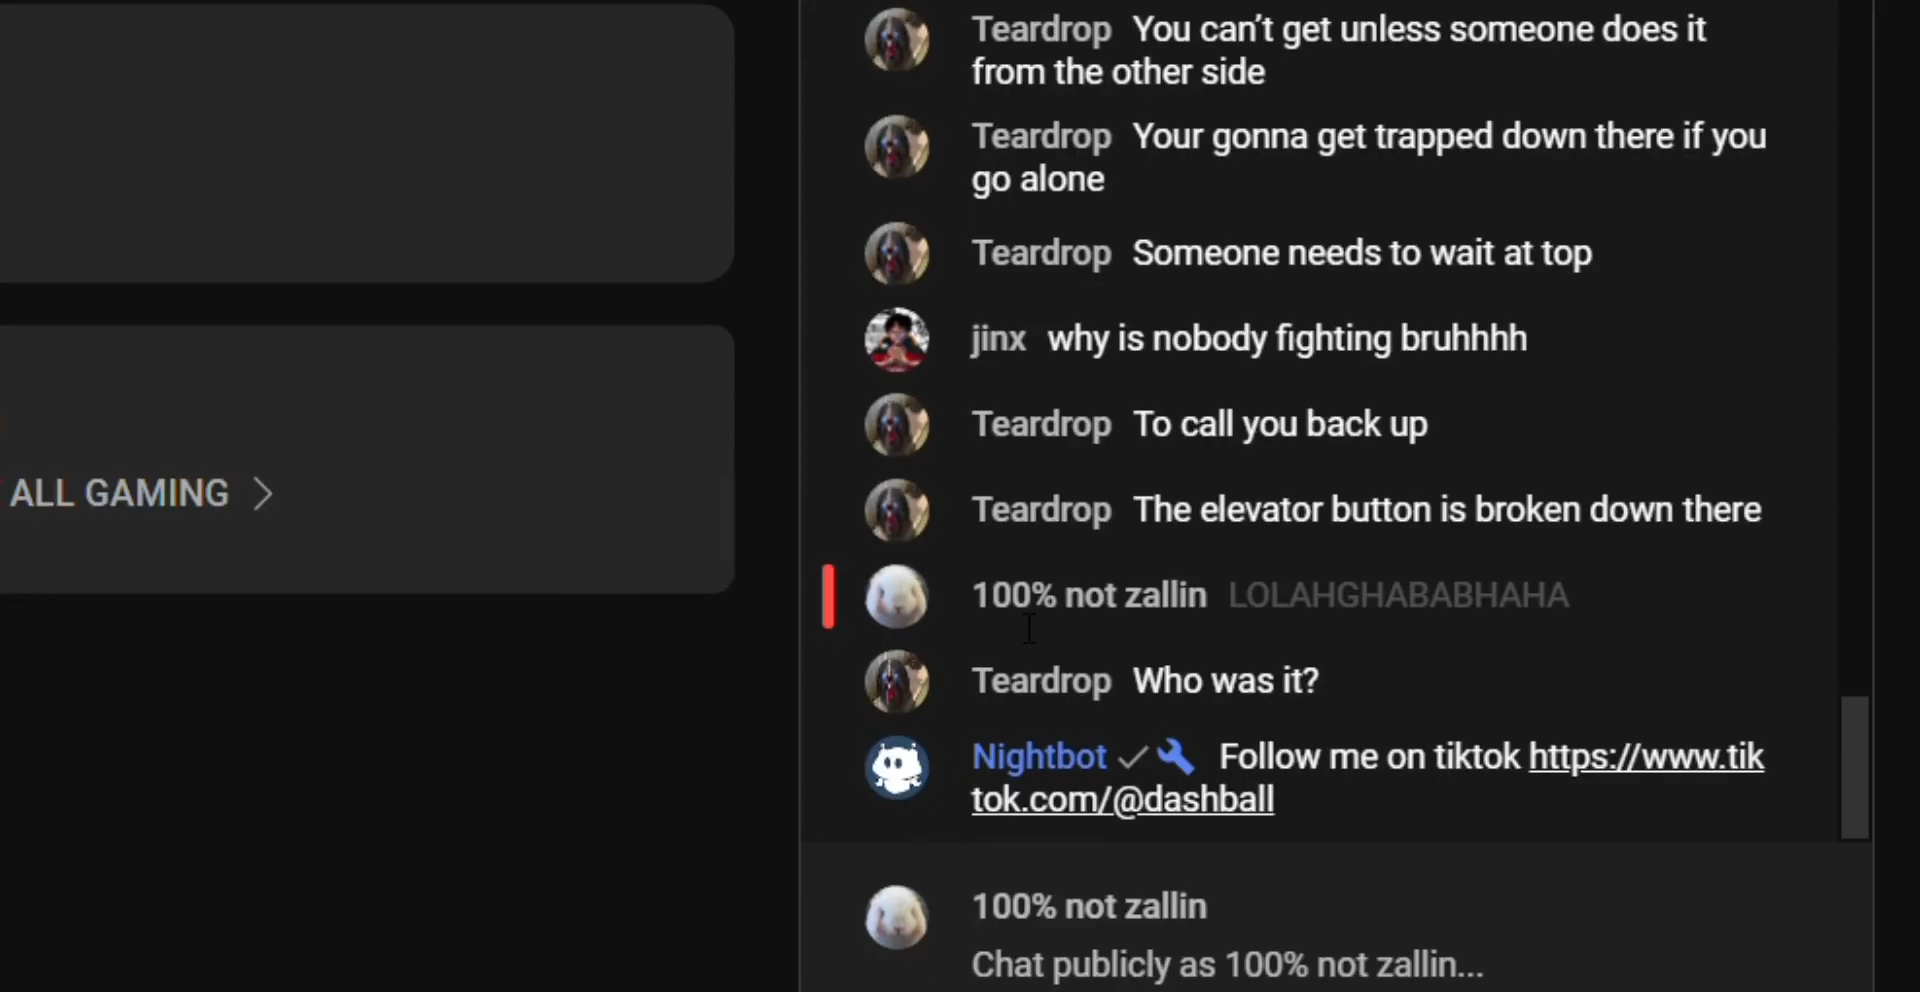 Teardrop You can’t get unless someone does it
from the other side
Teardrop Your gonna get trapped down there if you
go alone
Teardrop Someone needs to wait at top
jinx why is nobody fighting bruhhhh
Teardrop To call you back up
ALL GAMING
Teardrop The elevator button is broken down there
100% not zallin LOLAHGHABABHAHA
Teardrop Who was it?
Nightbot Follow me on tiktok https://www.tik
tok.com/@dashball
100% not zallin
Chat publicly as 100% not zallin...